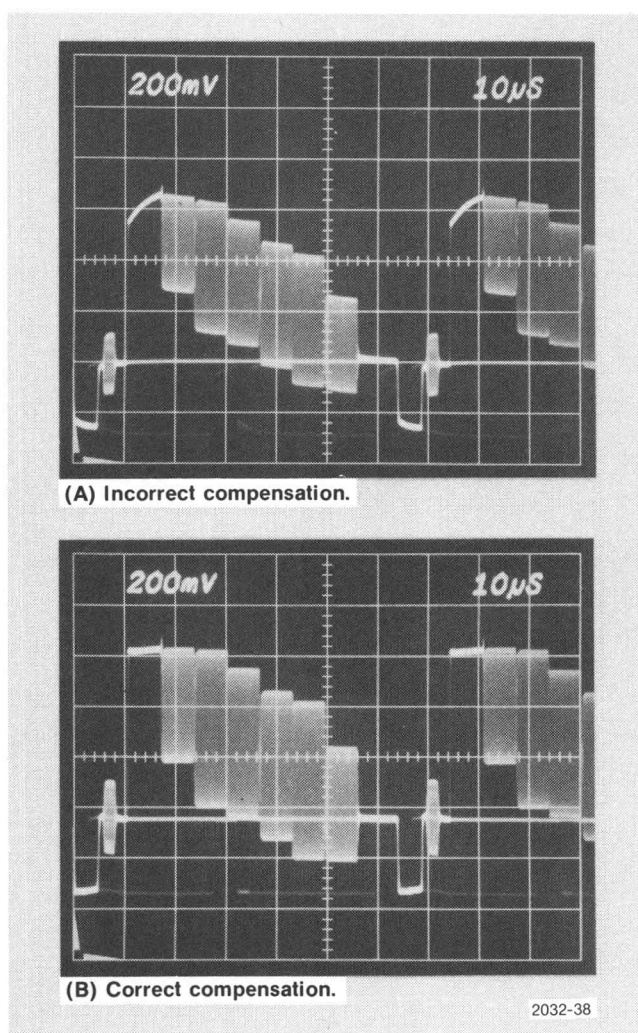 200mV 10µS
(A) Incorrect compensation.
200mV 10µS
(B) Correct compensation.
2032-38